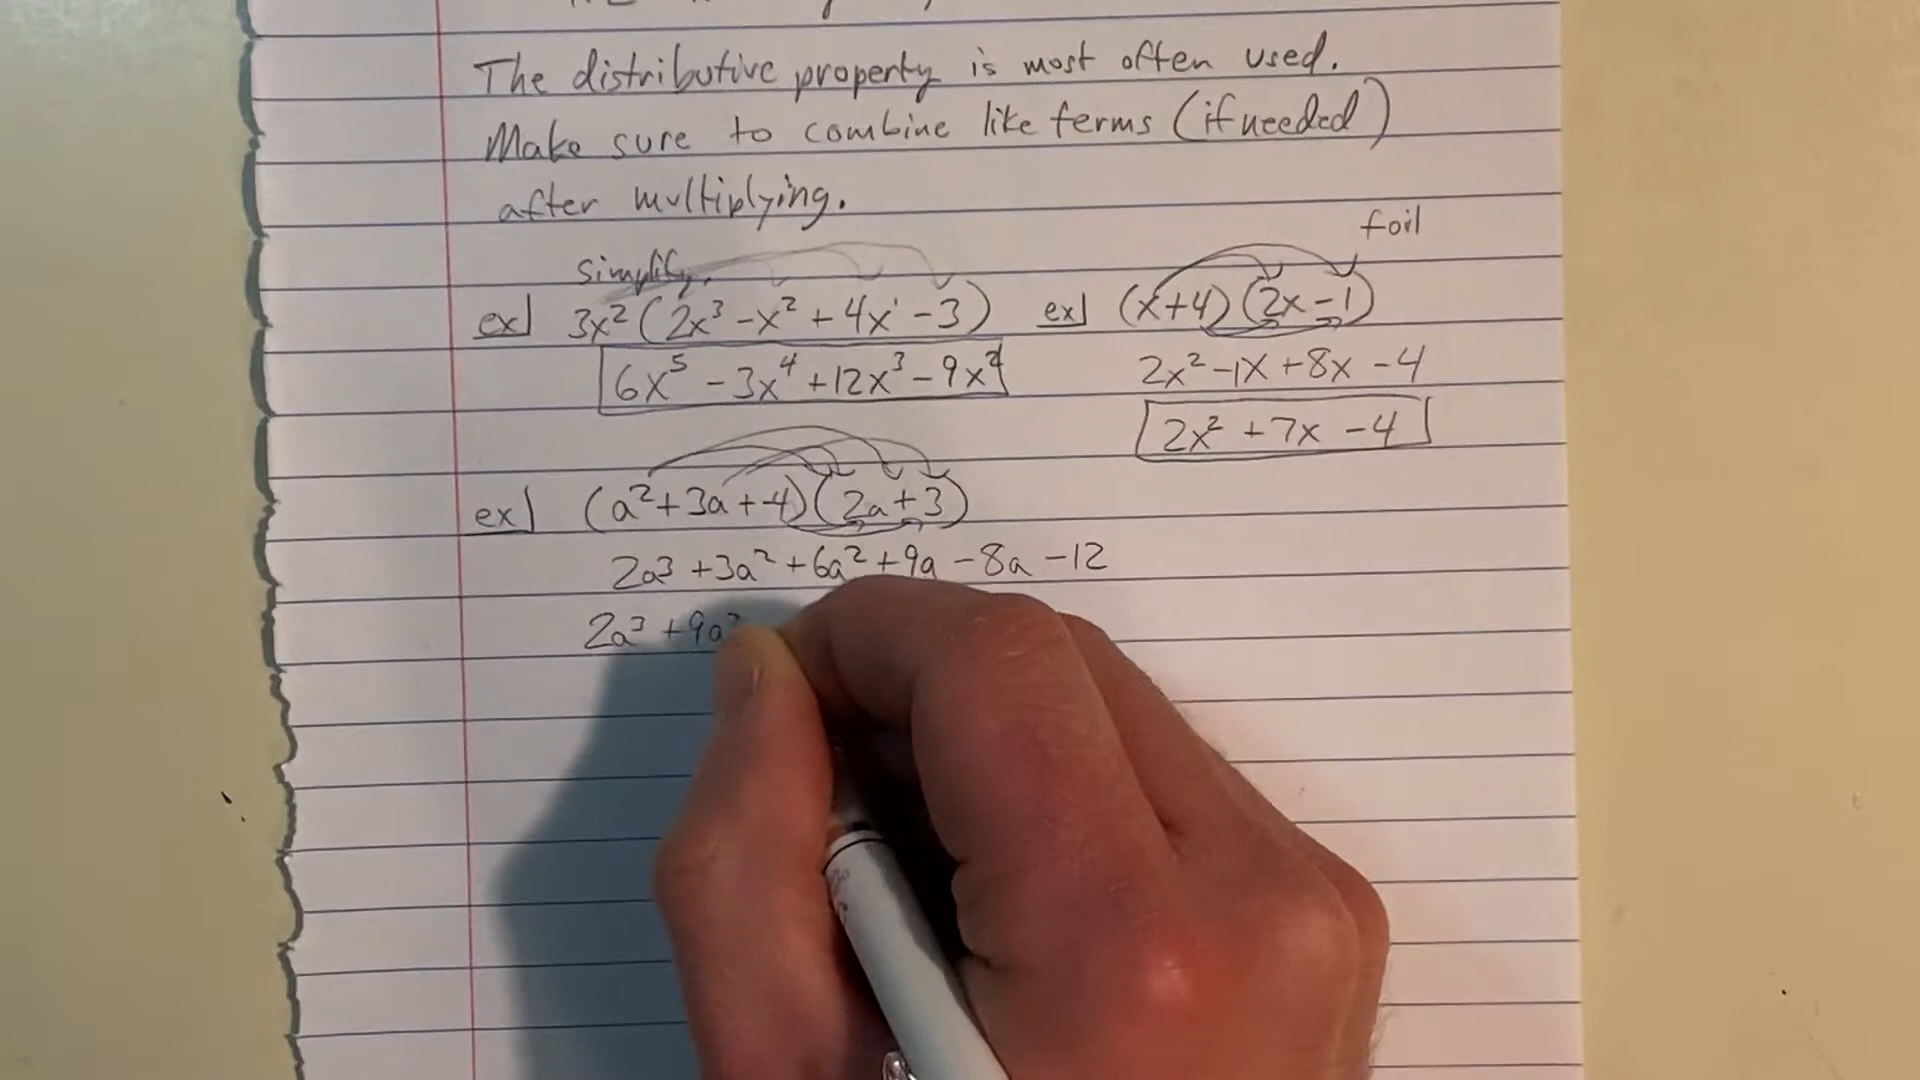 The distributive property is most often used.
Make sure to combine like terms (if needed)
after multiplying.
foil
simplify.
ex] 3x²(2x³ - x² + 4x¹ - 3) ex] (x+4)(2x-1)
6x⁵ - 3x⁴ + 12x³ - 9x² 2x² - 1x + 8x - 4
2x² + 7x - 4
ex] (a² + 3a + -4)(2a + 3)
2a³ + 3a² + 6a² + 9a - 8a - 12
2a³ + 9a²